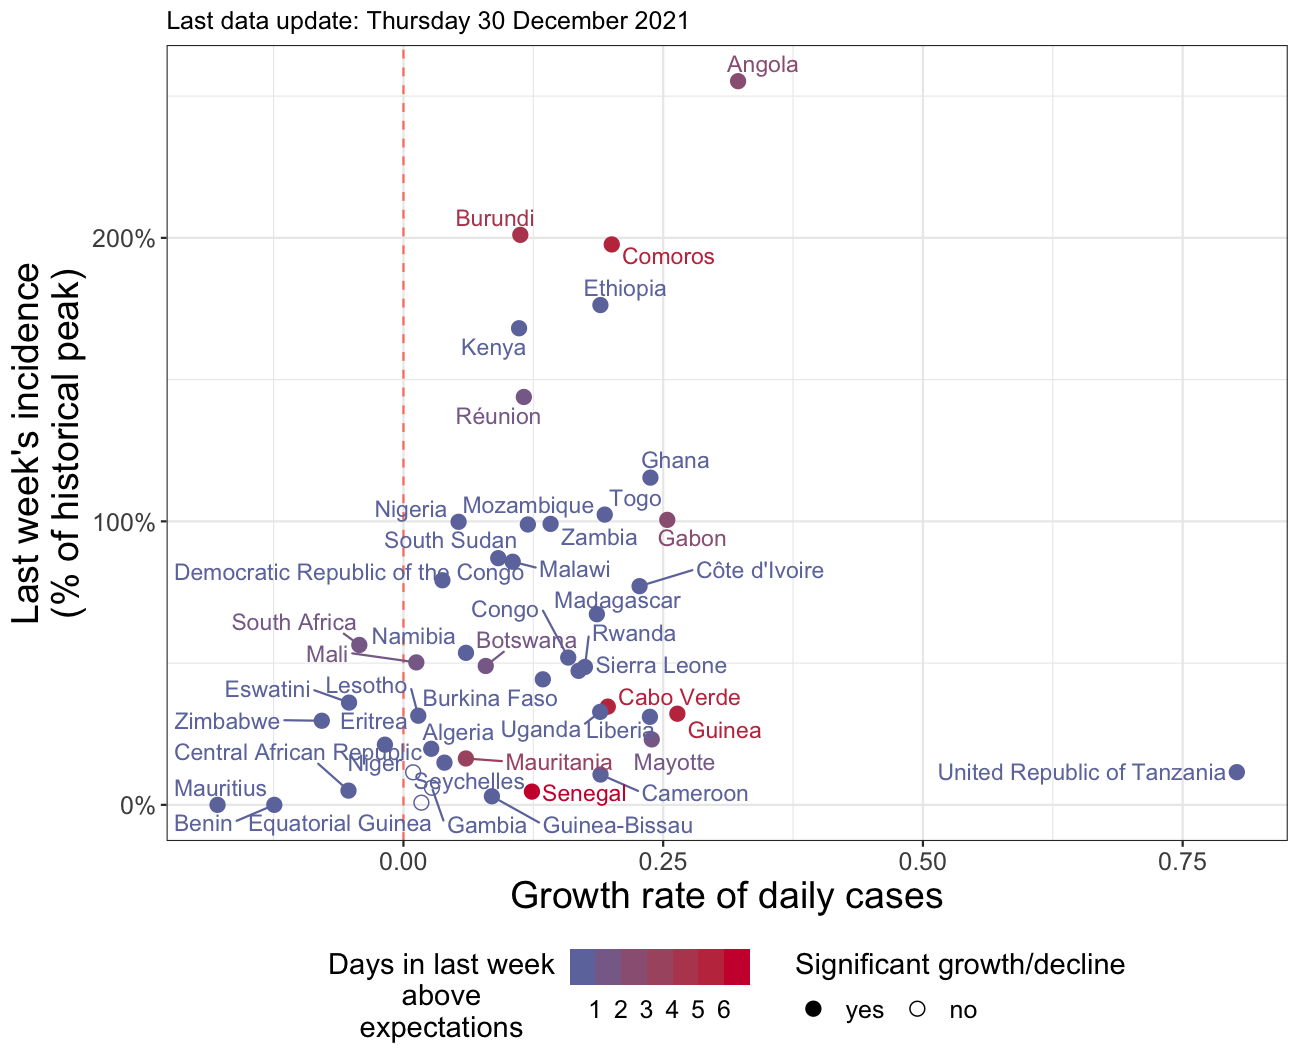 Last data update: Thursday 30 December 2021
Angola
Burundi
200%
Comoros
Ethiopia
Kenya
Réunion
Ghana
Togo
Nigeria
Mozambique
100%
South Sudan
Zambia
Gabon
Democratic Republic of the Congo
Malawi
Côte d'Ivoire
Madagascar
Congo
South Africa
Namibia
Botswana
Rwanda
Mali
Sierra Leone
Eswatini
Lesotho
Burkina Faso
Cabo Verde
Zimbabwe
Eritrea
Algeria
Uganda
Liberia
Guinea
Central African Republic
Niger
Mauritania
Mayotte
Seychelles
United Republic of Tanzania
Mauritius
Senegal
Cameroon
0%
Benin
Equatorial Guinea
Gambia
Guinea-Bissau
0.00
0.25
0.50
0.75
Last week's incidence
(% of historical peak)
Growth rate of daily cases
Days in last week
above
expectations
1 2 3 4 5 6
Significant growth/decline
yes
no